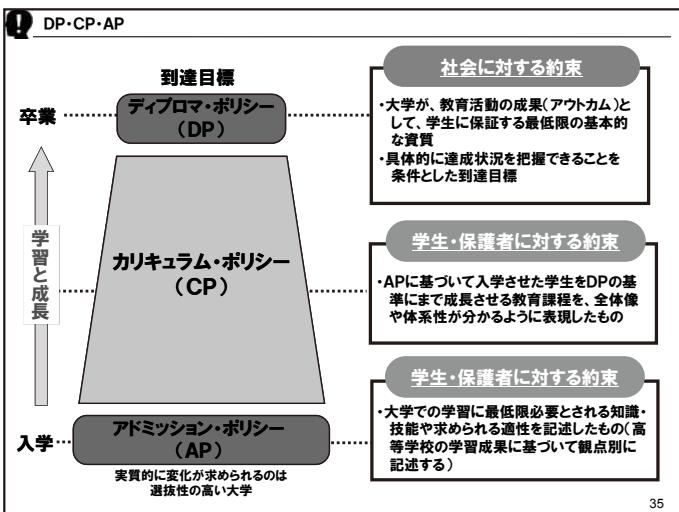 DP・CP・AP
到達目標
卒業
ディプロマ・ポリシー
（DP）
社会に対する約束
・大学が、教育活動の成果（アウトカム）と
して、学生に保証する最低限の基本的
な資質
・具体的に達成状況を把握できることを
条件とした到達目標
学習と成長
カリキュラム・ポリシー
（CP）
学生・保護者に対する約束
・APに基づいて入学させた学生をDPの基
準にまで成長させる教育課程を、全体像
や体系性が分かるように表現したもの
入学
アドミッション・ポリシー
（AP）
実質的に変化が求められるのは
選抜性の高い大学
学生・保護者に対する約束
・大学での学習に最低限必要とされる知識・
技能や求められる適性を記述したもの（高
等学校の学習成果に基づいて観点別に
記述する）
35